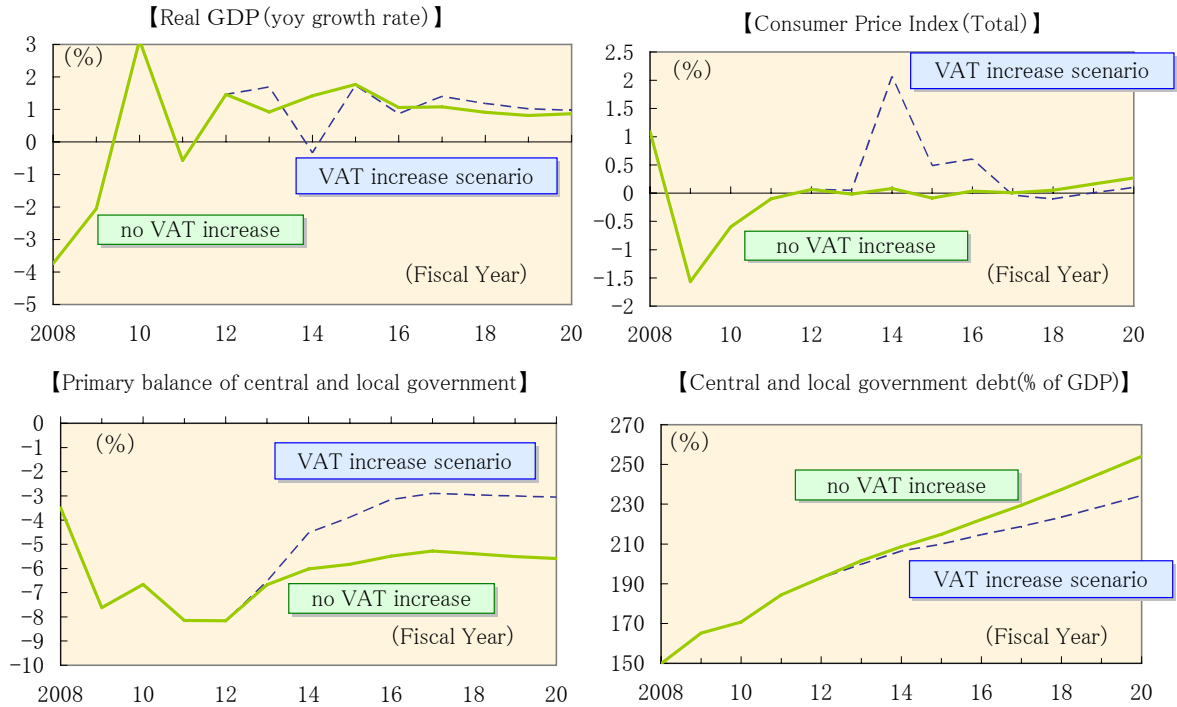 【Real GDP(yoy growth rate)】
(%)
3
2
1
0
-1
-2
-3
-4
-5
VAT increase scenario
no VAT increase
(Fiscal Year)
2008 10 12 14 16 18 20
【Consumer Price Index(Total)】
(%)
2.5
2
1.5
1
0.5
0
-0.5
-1
-1.5
-2
VAT increase scenario
no VAT increase
(Fiscal Year)
2008 10 12 14 16 18 20
【Primary balance of central and local government】
(%)
0
-1
-2
-3
-4
-5
-6
-7
-8
-9
-10
VAT increase scenario
no VAT increase
(Fiscal Year)
2008 10 12 14 16 18 20
【Central and local government debt(% of GDP)】
(%)
270
250
230
210
190
170
150
no VAT increase
VAT increase scenario
(Fiscal Year)
2008 10 12 14 16 18 20